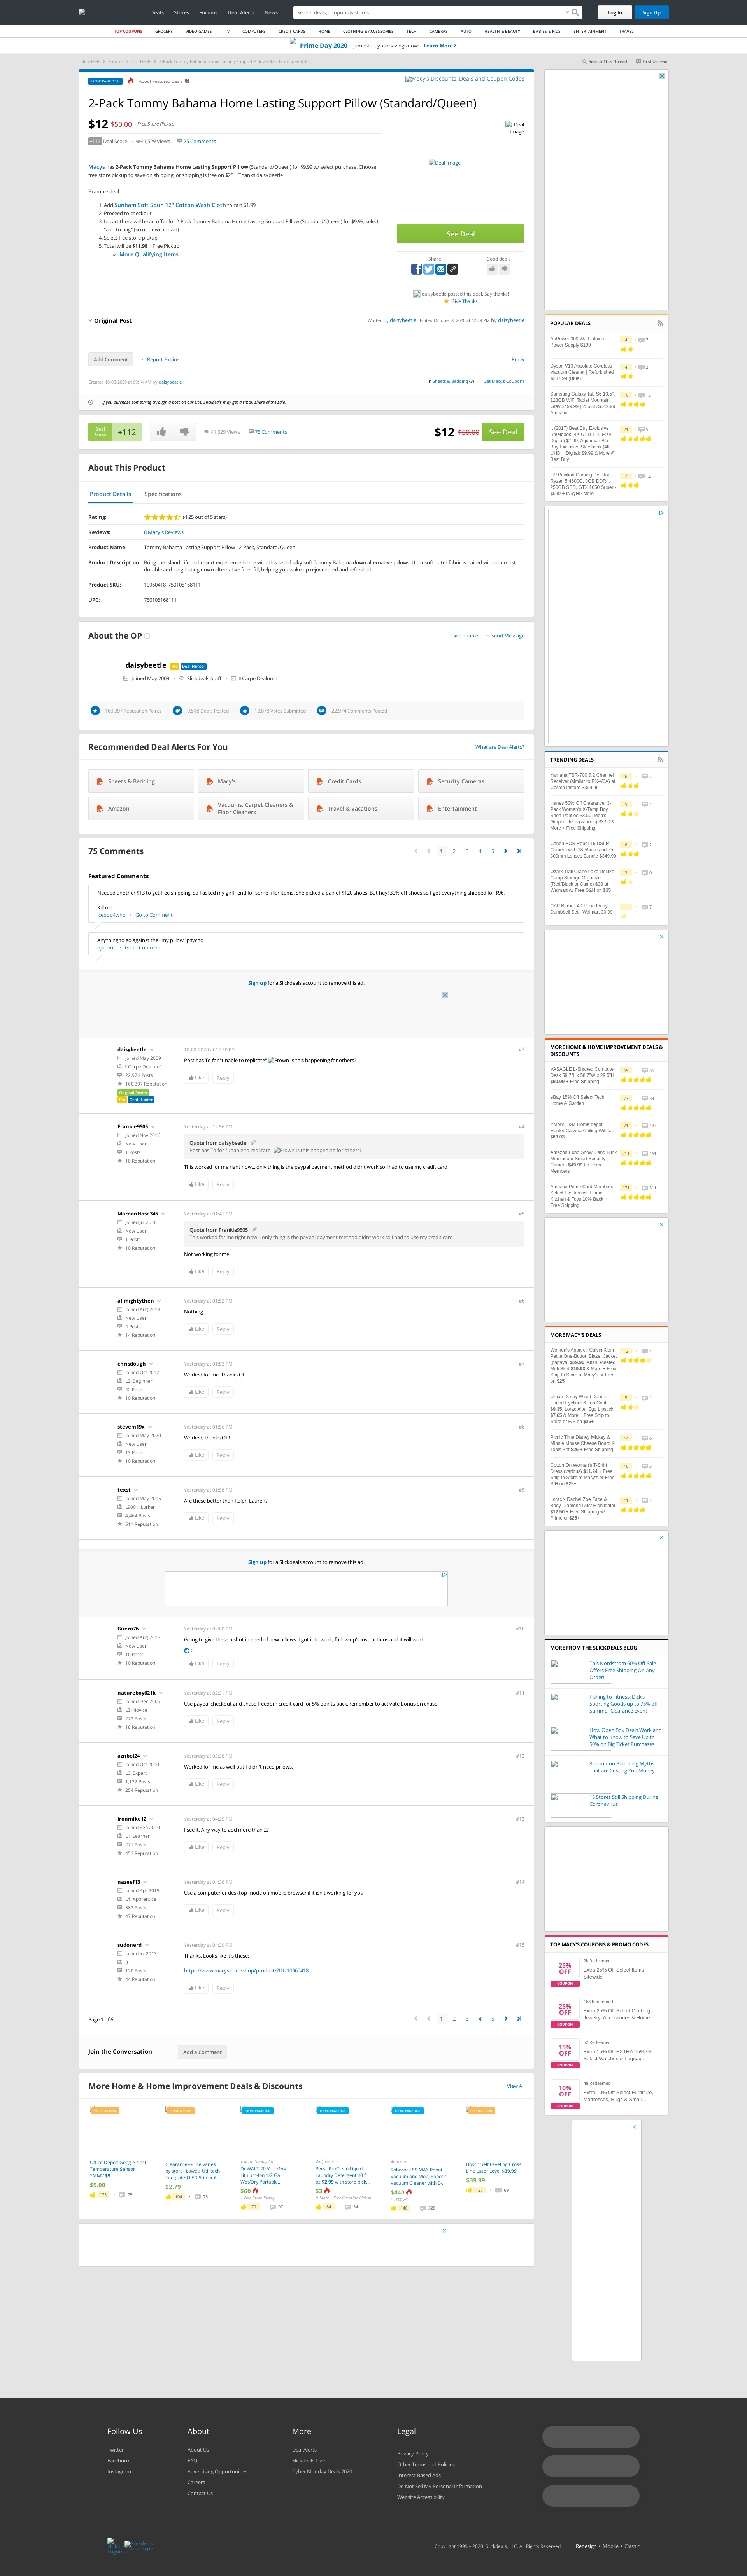 Deals Stores Forums Deal Alerts News
Search deals, coupons & stores
Log In
Sign Up
TOP COUPONS GROCERY VIDEO GAMES TV COMPUTERS CREDIT CARDS HOME CLOTHING & ACCESSORIES TECH CAMERAS AUTO HEALTH & BEAUTY BABIES & KIDS ENTERTAINMENT TRAVEL
Prime Day 2020 Jumpstart your savings now Learn More
Slickdeals Forums Hot Deals 2-Pack Tommy Bahama Home Lasting Support Pillow (Standard/Queen) $...
Search This Thread First Unread
FRONTPAGE DEAL About Featured Deals
Macy's Discounts, Deals and Coupon Codes
2-Pack Tommy Bahama Home Lasting Support Pillow (Standard/Queen)
$12 $50.00 + Free Store Pickup
Deal Image
+112 Deal Score 41,529 Views 75 Comments
Macys has 2-Pack Tommy Bahama Home Lasting Support Pillow (Standard/Queen) for $9.99 w/ select purchase. Choose
free store pickup to save on shipping, or shipping is free on $25+. Thanks daisybeetle
Deal Image
Example deal:
1. Add Sunham Soft Spun 12" Cotton Wash Cloth to cart $1.99
2. Proceed to checkout
3. In cart there will be an offer for 2-Pack Tommy Bahama Home Lasting Support Pillow (Standard/Queen) for $9.99, select
"add to bag" (scroll down in cart)
4. Select free store pickup
5. Total will be $11.98 + Free Pickup
More Qualifying Items
See Deal
Share Good deal?
daisybeetle posted this deal. Say thanks!
Give Thanks
Original Post
Written by daisybeetle Edited October 8, 2020 at 12:49 PM by daisybeetle
Add Comment Report Expired Reply
Created 10-08-2020 at 09:14 AM by daisybeetle
Sheets & Bedding (3) Get Macy's Coupons
If you purchase something through a post on our site, Slickdeals may get a small share of the sale.
Deal Score +112
41,529 Views 75 Comments
$12 $50.00 See Deal
About This Product
Product Details Specifications
Rating: (4.25 out of 5 stars)
Reviews: 8 Macy's Reviews
Product Name: Tommy Bahama Lasting Support Pillow - 2-Pack, Standard/Queen
Product Description: Bring the island life resort experience home with this set of silky soft Tommy Bahama down alternative pillows. Ultra-soft outer fabric is paired with our most
durable and long lasting down alternative fiber fill, helping you wake up rejuvenated and refreshed.
Product SKU: 10960418_750105168111
UPC: 750105168111
About the OP
Give Thanks Send Message
daisybeetle Pro Deal Hunter
Joined May 2009 Slickdeals Staff [ Carpe Dealum]
160,397 Reputation Points 9,518 Deals Posted 13,878 Votes Submitted 22,974 Comments Posted
Recommended Deal Alerts For You
What are Deal Alerts?
Sheets & Bedding Macy's Credit Cards Security Cameras
Amazon Vacuums, Carpet Cleaners & Floor Cleaners Travel & Vacations Entertainment
75 Comments
1 2 3 4 5
Featured Comments
Needed another $13 to get free shipping, so I asked my girlfriend for some filler items. She picked a pair of $120 shoes. But hey! 30% off shoes so I got everything shipped for $96.
Kill me.
icepop4who Go to Comment
Anything to go against the "my pillow" psycho
djlment Go to Comment
Sign up for a Slickdeals account to remove this ad.
daisybeetle
Joined May 2009
[ Carpe Dealum]
22,974 Posts
160,397 Reputation
Original Poster
Pro Deal Hunter
10-08-2020 at 12:50 PM #3
Post has Td for "unable to replicate" Frown Is this happening for others?
Like Reply
Frankie9505
Joined Nov 2016
New User
1 Posts
10 Reputation
Yesterday at 12:56 PM #4
Quote from daisybeetle
Post has Td for "unable to replicate" Frown Is this happening for others?
This worked for me right now... only thing is the paypal payment method didnt work so i had to use my credit card
Like Reply
MaroonHose345
Joined Jul 2018
New User
1 Posts
10 Reputation
Yesterday at 01:41 PM #5
Quote from Frankie9505
This worked for me right now... only thing is the paypal payment method didnt work so i had to use my credit card
Not working for me
Like Reply
allmightythen
Joined Aug 2014
New User
4 Posts
14 Reputation
Yesterday at 01:52 PM #6
Nothing
Like Reply
chrisdough
Joined Oct 2017
L2: Beginner
42 Posts
10 Reputation
Yesterday at 01:53 PM #7
Worked for me. Thanks OP
Like Reply
stevem19x
Joined May 2020
New User
13 Posts
10 Reputation
Yesterday at 01:56 PM #8
Worked, thanks OP!
Like Reply
texst
Joined May 2015
L3001: Lurker
4,464 Posts
511 Reputation
Yesterday at 01:58 PM #9
Are these better than Ralph Lauren?
Like Reply
Sign up for a Slickdeals account to remove this ad.
Guero76
Joined Aug 2018
New User
10 Posts
15 Reputation
Yesterday at 02:00 PM #10
Going to give these a shot in need of new pillows. I got it to work, follow op's instructions and it will work.
2
Like Reply
natureboy621k
Joined Dec 2009
L3: Novice
273 Posts
18 Reputation
Yesterday at 02:31 PM #11
Use paypal checkout and chase freedom credit card for 5% points back. remember to activate bonus on chase.
Like Reply
aznboi24
Joined Oct 2010
L6: Expert
1,122 Posts
254 Reputation
Yesterday at 03:38 PM #12
Worked for me as well but I didn't need pillows.
Like Reply
ironmike12
Joined Sep 2010
L1: Learner
271 Posts
453 Reputation
Yesterday at 04:25 PM #13
I see it. Any way to add more than 2?
Like Reply
nazeef13
Joined Apr 2015
L4: Apprentice
382 Posts
47 Reputation
Yesterday at 04:36 PM #14
Use a computer or desktop mode on mobile browser if it isn't working for you
Like Reply
sudonerd
Joined Jul 2013
:)
120 Posts
44 Reputation
Yesterday at 04:39 PM #15
Thanks. Looks like it's these:
https://www.macys.com/shop/product/?ID=10960418
Like Reply
Page 1 of 6
1 2 3 4 5
Join the Conversation Add a Comment
More Home & Home Improvement Deals & Discounts
View All
Office Depot: Google Nest Temperature Sensor YMMV $9
$9.00
175 75
Clearance--Price varies by store--Lowe's Utilitech Integrated LED 5 in or 6-...
$2.79
104 75
Tractor Supply Co.
DeWALT 20 Volt MAX Lithium-Ion 1/2 Gal. Wet/Dry Portable...
$60
+ Free Store Pickup
79 97
Walgreens
Persil ProClean Liquid Laundry Detergent 40 fl oz $2.99 with store pick...
$3
& More + Free Curbside Pickup
84 54
Amazon
Roborock S5 MAX Robot Vacuum and Mop, Robotic Vacuum Cleaner with E-...
$440
+ Free S/H
146 328
Bosch Self Leveling Cross Line Laser Level $39.99
$39.99
127 69
POPULAR DEALS
A-iPower 300 Watt Lithium Power Supply $199
4 7
Dyson V10 Absolute Cordless Vacuum Cleaner | Refurbished $287.99 (Blue)
4 2
Samsung Galaxy Tab S6 10.5", 128GB WiFi Tablet Mountain Gray $499.99 | 256GB $549.99 Amazon
10 15
It (2017) Best Buy Exclusive Steelbook (4K UHD + Blu-ray + Digital) $7.99, Aquaman Best Buy Exclusive Steelbook (4K UHD + Digital) $9.99 & More @ Best Buy
21 5
HP Pavilion Gaming Desktop, Ryzen 5 4600G, 8GB DDR4, 256GB SSD, GTX 1650 Super - $599 + fs @HP store
7 12
TRENDING DEALS
Yamaha TSR-700 7.2 Channel Receiver (similar to RX-V6A) at Costco Instore $399.99
6 4
Hanes 50% Off Clearance: 3-Pack Women's X-Temp Boy Short Panties $3.50, Men's Graphic Tees (various) $3.50 & More + Free Shipping
5 1
Canon EOS Rebel T6 DSLR Camera with 18-55mm and 75-300mm Lenses Bundle $349.99
6 2
Ozark Trail Crane Lake Deluxe Camp Storage Organizer (Red/Black or Camo) $30 at Walmart w/ Free S&H on $35+
3 0
CAP Barbell 40-Pound Vinyl Dumbbell Set - Walmart 30.99
1 7
MORE HOME & HOME IMPROVEMENT DEALS & DISCOUNTS
VASAGLE L-Shaped Computer Desk 58.7"L x 58.7"W x 29.5"H $90.99 + Free Shipping
69 36
eBay 15% Off Select Tech, Home & Garden
77 39
YMMV B&M Home depot Hunter Calvera Ceiling Wifi fan $63.03
71 137
Amazon Echo Show 5 and Blink Mini Indoor Smart Security Camera $49.99 for Prime Members
211 161
Amazon Prime Card Members: Select Electronics, Home + Kitchen & Toys 10% Back + Free Shipping
171 311
MORE MACY'S DEALS
Women's Apparel: Calvin Klein Petite One-Button Blazer Jacket (papaya) $19.98, Alfani Pleated Midi Skirt $19.93 & More + Free Ship to Store at Macy's or Free on $25+
12 4
Urban Decay Wired Double-Ended Eyeliner & Top Coat $9.35, Lorac Alter Ego Lipstick $7.65 & More + Free Ship to Store or F/S on $25+
5 1
Picnic Time Disney Mickey & Minnie Mouse Cheese Board & Tools Set $26 + Free Shipping
14 6
Cotton On Women's T-Shirt Dress (various) $11.24 + Free Ship to Store at Macy's or Free S/H on $25+
16 3
Lorac x Rachel Zoe Face & Body Diamond Dust Highlighter $12.50 + Free Shipping w/ Prime or $25+
11 2
MORE FROM THE SLICKDEALS BLOG
This Nordstrom 60% Off Sale Offers Free Shipping On Any Order!
Fishing to Fitness: Dick's Sporting Goods up to 75% off Summer Clearance Event
How Open Box Deals Work and What to Know to Save Up to 50% on Big Ticket Purchases
8 Common Plumbing Myths That are Costing You Money
15 Stores Still Shipping During Coronavirus
TOP MACY'S COUPONS & PROMO CODES
25% OFF COUPON 2k Redeemed
Extra 25% Off Select Items Sitewide
25% OFF COUPON 168 Redeemed
Extra 25% Off Select Clothing, Jewelry, Accessories & Home...
15% OFF COUPON 52 Redeemed
Extra 15% Off EXTRA 15% Off Select Watches & Luggage
10% OFF COUPON 48 Redeemed
Extra 10% Off Select Furniture, Mattresses, Rugs & Small...
Follow Us
Twitter
Facebook
Instagram
About
About Us
FAQ
Advertising Opportunities
Careers
Contact Us
More
Deal Alerts
Slickdeals Live
Cyber Monday Deals 2020
Legal
Privacy Policy
Other Terms and Policies
Interest-Based Ads
Do Not Sell My Personal Information
Website Accessibility
Copyright 1999 - 2020. Slickdeals, LLC. All Rights Reserved. Redesign • Mobile • Classic